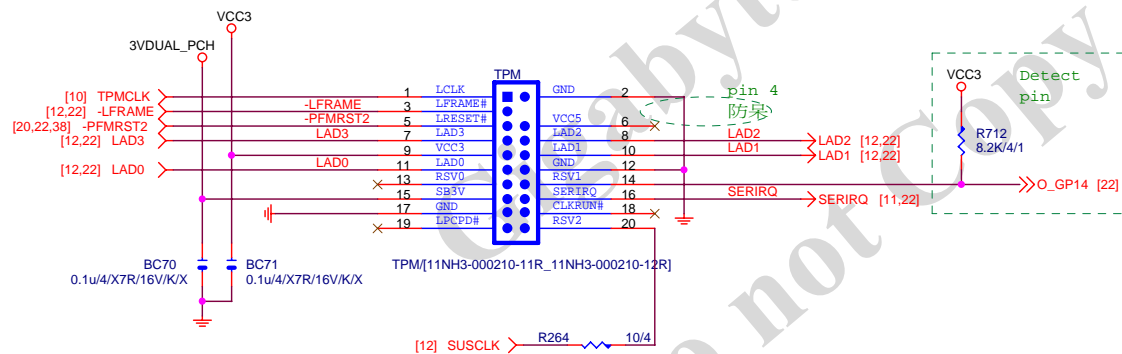 VCC3
3VDUAL_PCH
TPM
VCC3
Detect
pin
[10] TPMCLK 1 LCLK GND 2
pin 4
防呆
[12,22] -LFRAME -LFRAME 3 LFRAME#
[20,22,38] -PFMRST2 -PFMRST2 5 LRESET# VCC5 6
[12,22] LAD3 LAD3 7 LAD3 LAD2 8 LAD2 LAD2 [12,22]
9 VCC3 LAD1 10 LAD1 LAD1 [12,22]
R712
8.2K/4/1
[12,22] LAD0 LAD0 11 LAD0 GND 12
13 RSV0 RSV1 14 O_GP14 [22]
15 SB3V SERIRQ 16 SERIRQ SERIRQ [11,22]
17 GND CLKRUN# 18
19 LPCPD# RSV2 20
BC70
0.1u/4/X7R/16V/K/X
BC71
0.1u/4/X7R/16V/K/X
TPM/[11NH3-000210-11R_11NH3-000210-12R]
[12] SUSCLK R264 10/4
Gigabyte
Do not Copy